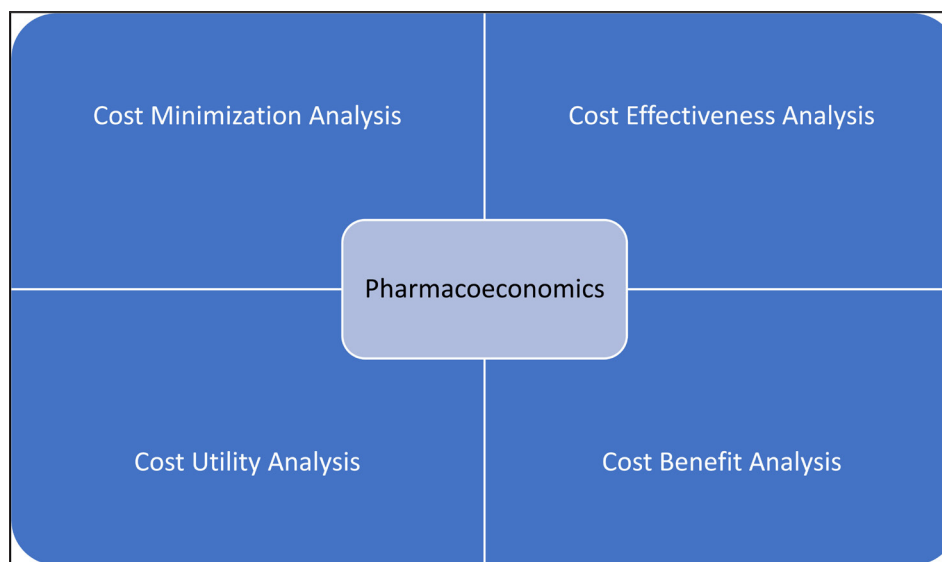 Cost Minimization Analysis
Cost Effectiveness Analysis
Pharmacoeconomics
Cost Utility Analysis
Cost Benefit Analysis